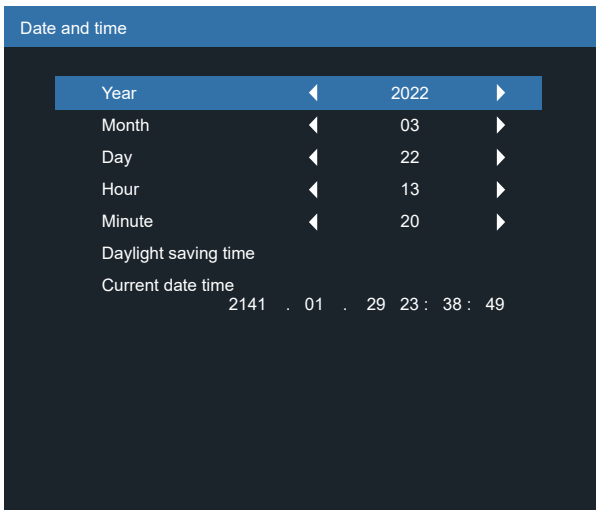 Date and time
Year 2022
Month 03
Day 22
Hour 13
Minute 20
Daylight saving time
Current date time
2141 . 01 . 29 23 : 38 : 49